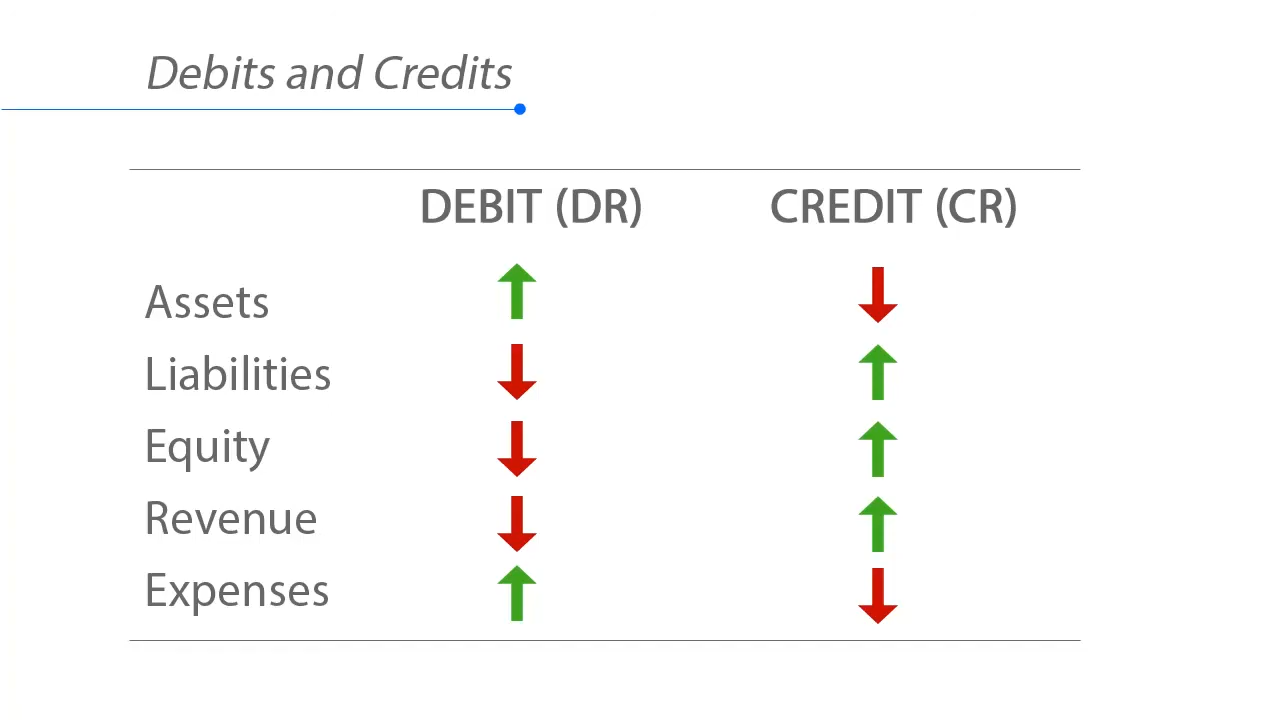 Debits and Credits
DEBIT (DR) CREDIT (CR)
Assets
Liabilities
Equity
Revenue
Expenses